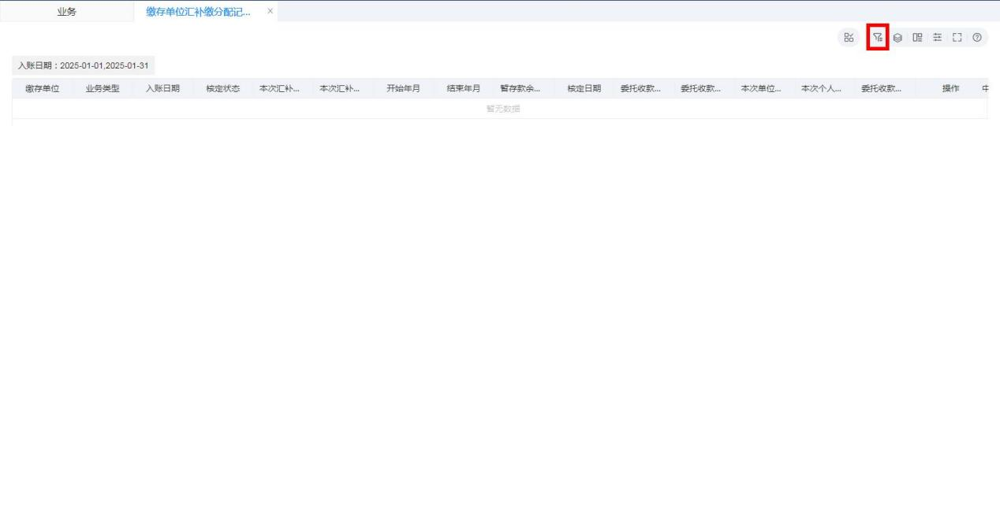 业务 缴存单位汇补缴分配记... ×
入账日期：2025-01-01,2025-01-31
缴存单位 业务类型 入账日期 核定状态 本次汇补... 本次汇补... 开始年月 结束年月 暂存款余... 核定日期 委托收款... 委托收款... 本次单位... 本次个人... 委托收款... 操作 中
暂无数据